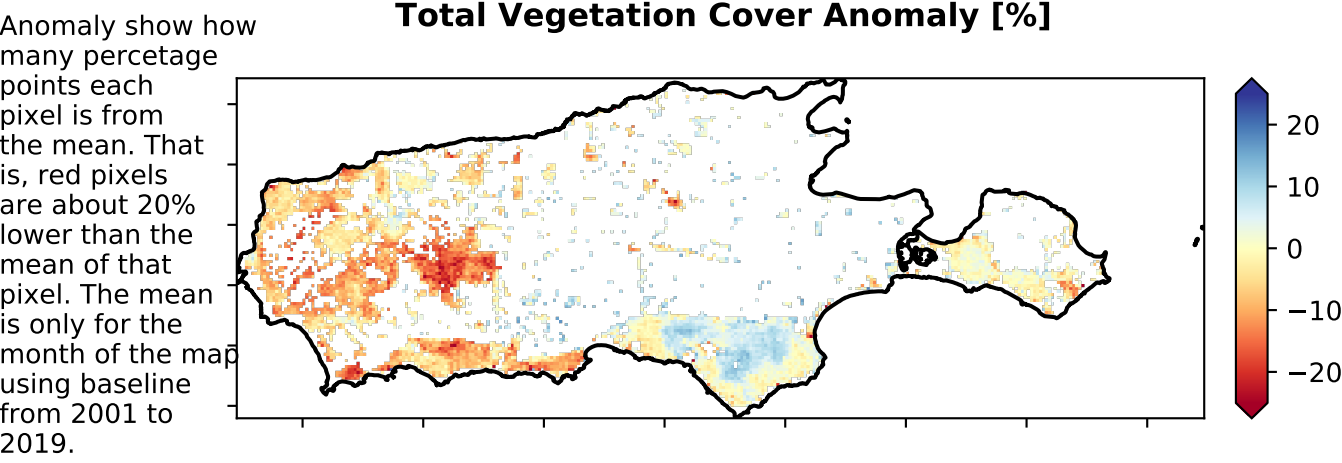 Total Vegetation Cover Anomaly [%]
Anomaly show how
many percetage
points each
pixel is from
the mean. That
is, red pixels
are about 20%
lower than the
mean of that
pixel. The mean
is only for the
month of the map
using baseline
from 2001 to
2019.
20
10
0
−10
−20